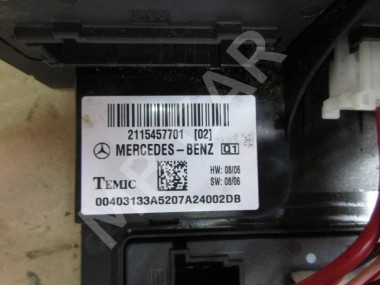 2115457701 [02]
MERCEDES-BENZ Q1
HW: 08/06
TEMIC SW: 08/06
00403133A5207A24002DB